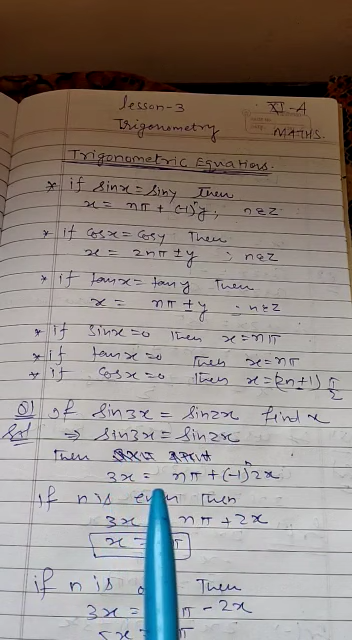 Lesson-3 XI-A
Trigonometry MATHS.
Trigonometric Equations.
* if sinx = siny then
x = nπ + (-1)ⁿy, n∈Z
* if cosx = cosy Then
x = 2nπ ± y ; n∈Z
* if tanx = tan y Then
x = nπ ± y : n∈Z
* if sinx = 0 Then x = nπ
* if tanx = 0 Then x = nπ
* if cosx = 0 Then x = (2n+1) π/2
Q1 If sin3x = sin2x find x
Sol ⇒ sin3x = sin2x
Then
3x = nπ + (-1)ⁿ2x
if n is even Then
3x nπ + 2x
x = π
if n is Then
3x = π - 2x
5x = π